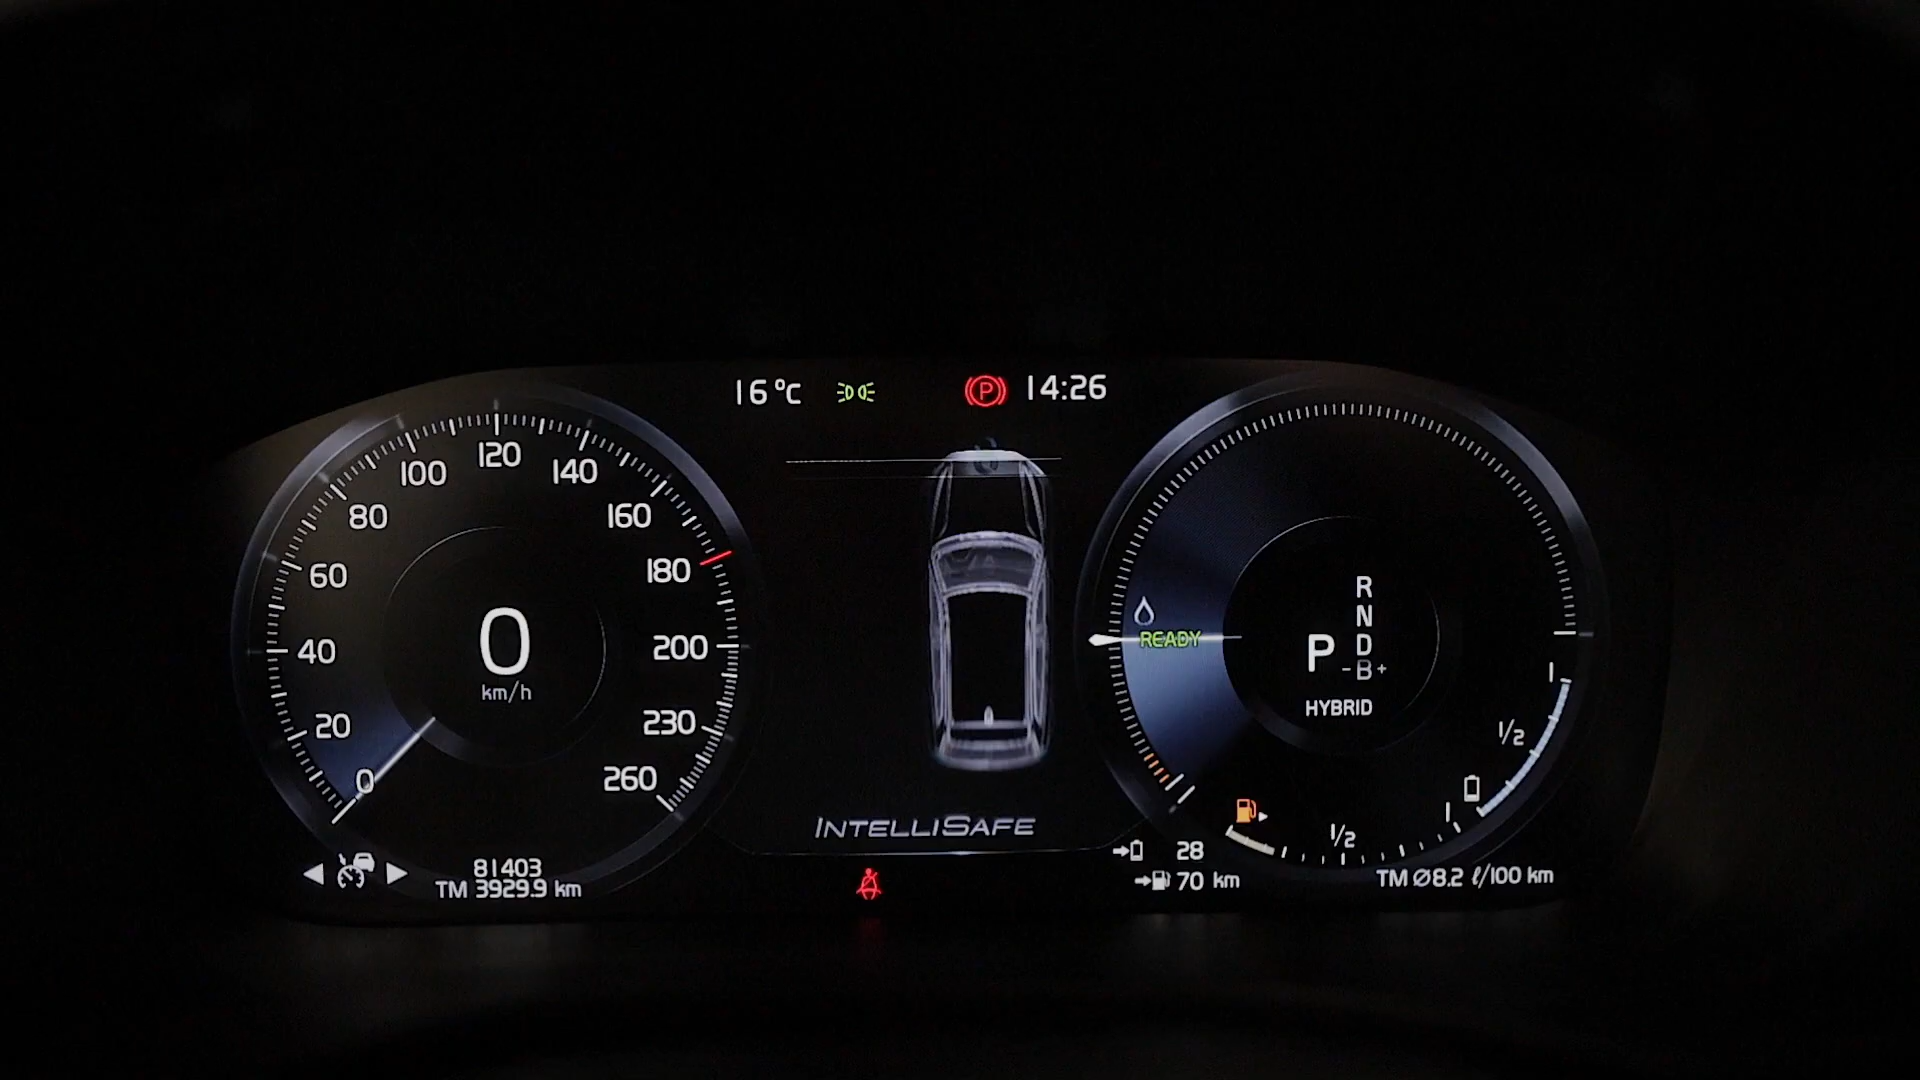 16 °C
P
14:26
0
20
40
60
80
100
120
140
160
180
200
230
260
0
km/h
81403
TM 3929.9 km
INTELLISAFE
READY
R
N
D
P -B+
HYBRID
1
1/2
1
1/2
28
70 km
TM Ø8.2 ℓ/100 km